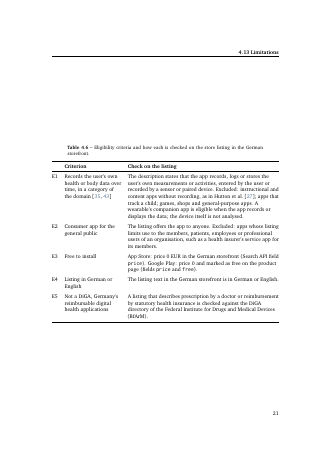 4.13 Limitations
Table 4.6 – Eligibility criteria and how each is checked on the store listing in the German
storefront.
Criterion Check on the listing
E1 Records the user's own The description states that the app records, logs or stores the
health or body data over user's own measurements or activities, entered by the user or
time, in a category of recorded by a sensor or paired device. Excluded: instructional and
the domain [35, 43] content apps without recording, as in Husten et al. [27]; apps that
track a child; games, shops and general-purpose apps. A
wearable's companion app is eligible when the app records or
displays the data; the device itself is not analysed.
E2 Consumer app for the The listing offers the app to anyone. Excluded: apps whose listing
general public limits use to the members, patients, employees or professional
users of an organisation, such as a health insurer's service app for
its members.
E3 Free to install App Store: price 0 EUR in the German storefront (Search API field
price). Google Play: price 0 and marked as free on the product
page (fields price and free).
E4 Listing in German or The listing text in the German storefront is in German or English.
English
E5 Not a DiGA, Germany's A listing that describes prescription by a doctor or reimbursement
reimbursable digital by statutory health insurance is checked against the DiGA
health applications directory of the Federal Institute for Drugs and Medical Devices
(BfArM).
21